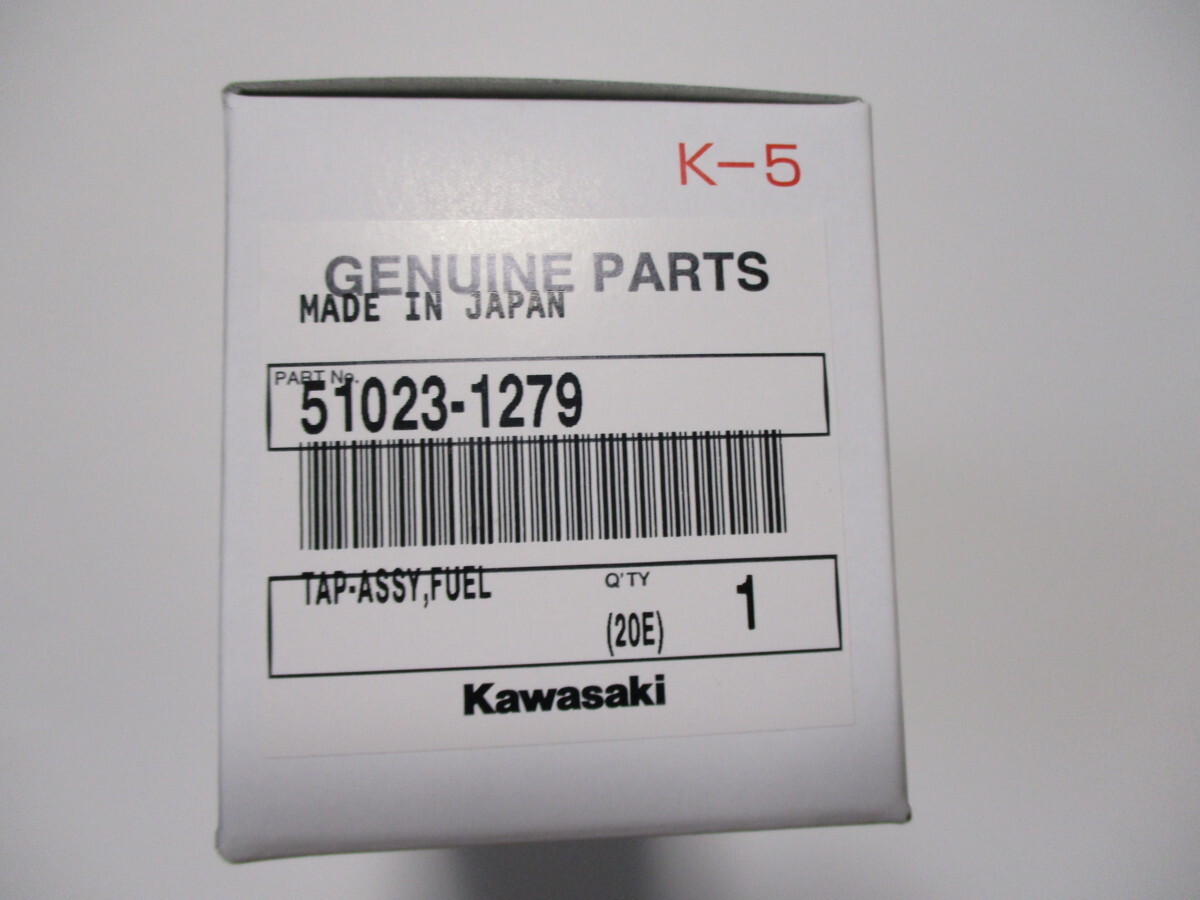 K-5
GENUINE PARTS
MADE IN JAPAN
PART No.
51023-1279
TAP-ASSY,FUEL
Q'TY
(20E)
1
Kawasaki